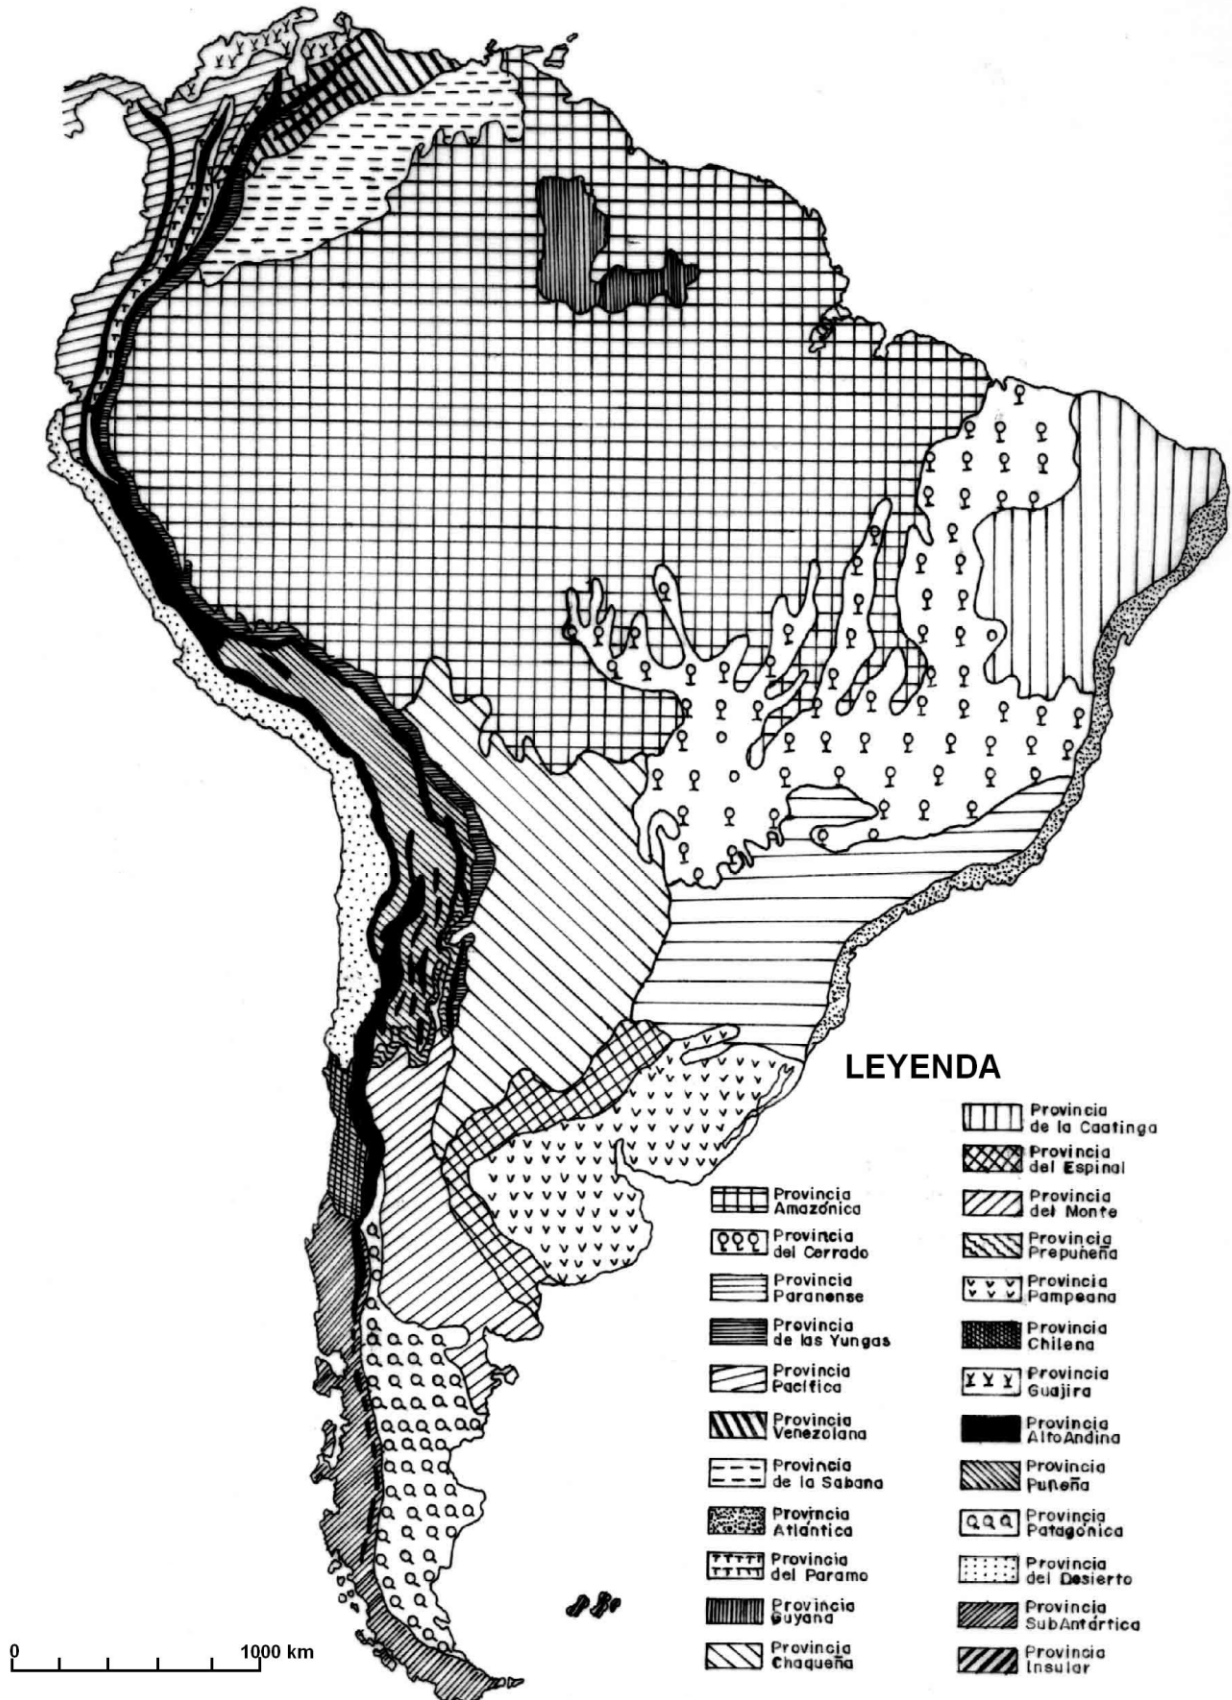 LEYENDA
Provincia
Amazónica
Provincia
del Cerrado
Provincia
Paranense
Provincia
de las Yungas
Provincia
Pacífica
Provincia
Venezolana
Provincia
de la Sabana
Provincia
Atlántica
Provincia
del Paramo
Provincia
Guyana
Provincia
Chaqueña
Provincia
de la Caatinga
Provincia
del Espinal
Provincia
del Monte
Provincia
Prepuñeña
Provincia
Pampeana
Provincia
Chilena
Provincia
Guajira
Provincia
AltoAndina
Provincia
Puñeña
Provincia
Patagónica
Provincia
del Desierto
Provincia
SubAntártica
Provincia
Insular
0 1000 km